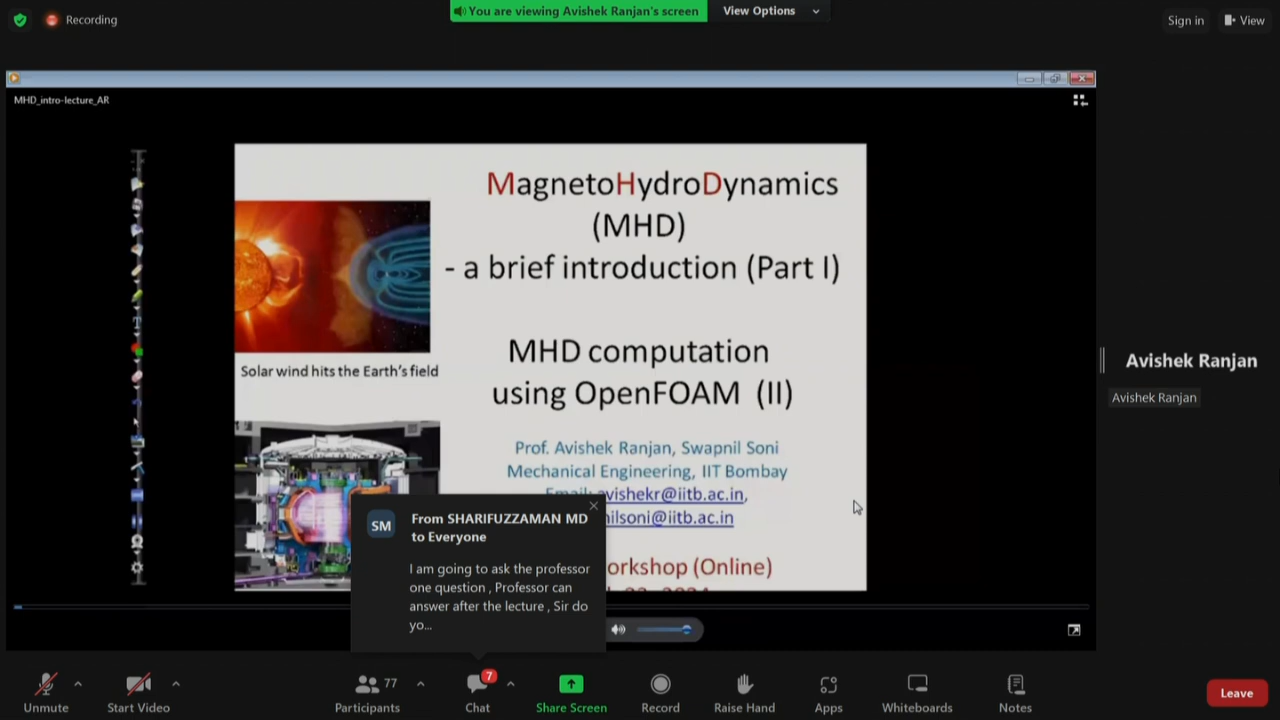 Recording
You are viewing Avishek Ranjan's screen
View Options
Sign in
View
MHD_intro-lecture_AR
MagnetoHydroDynamics
(MHD)
- a brief introduction (Part I)
Solar wind hits the Earth's field
MHD computation
using OpenFOAM (II)
Prof. Avishek Ranjan, Swapnil Soni
Mechanical Engineering, IIT Bombay
Email: avishekr@iitb.ac.in,
nilsoni@iitb.ac.in
orkshop (Online)
Avishek Ranjan
Avishek Ranjan
SM
From SHARIFUZZAMAN MD
to Everyone
I am going to ask the professor
one question , Professor can
answer after the lecture , Sir do
yo...
Unmute
Start Video
77
Participants
7
Chat
Share Screen
Record
Raise Hand
Apps
Whiteboards
Notes
Leave